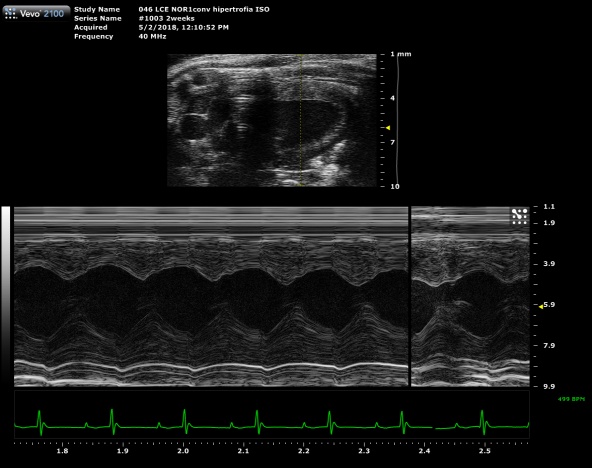 Vevo 2100
Study Name 046 LCE NOR1conv hipertrofia ISO
Series Name #1003 2weeks
Acquired 5/2/2018, 12:10:52 PM
Frequency 40 MHz
1 mm
4
7
10
1.1
1.9
3.9
5.9
7.9
9.9
499 BPM
1.8 1.9 2.0 2.1 2.2 2.3 2.4 2.5